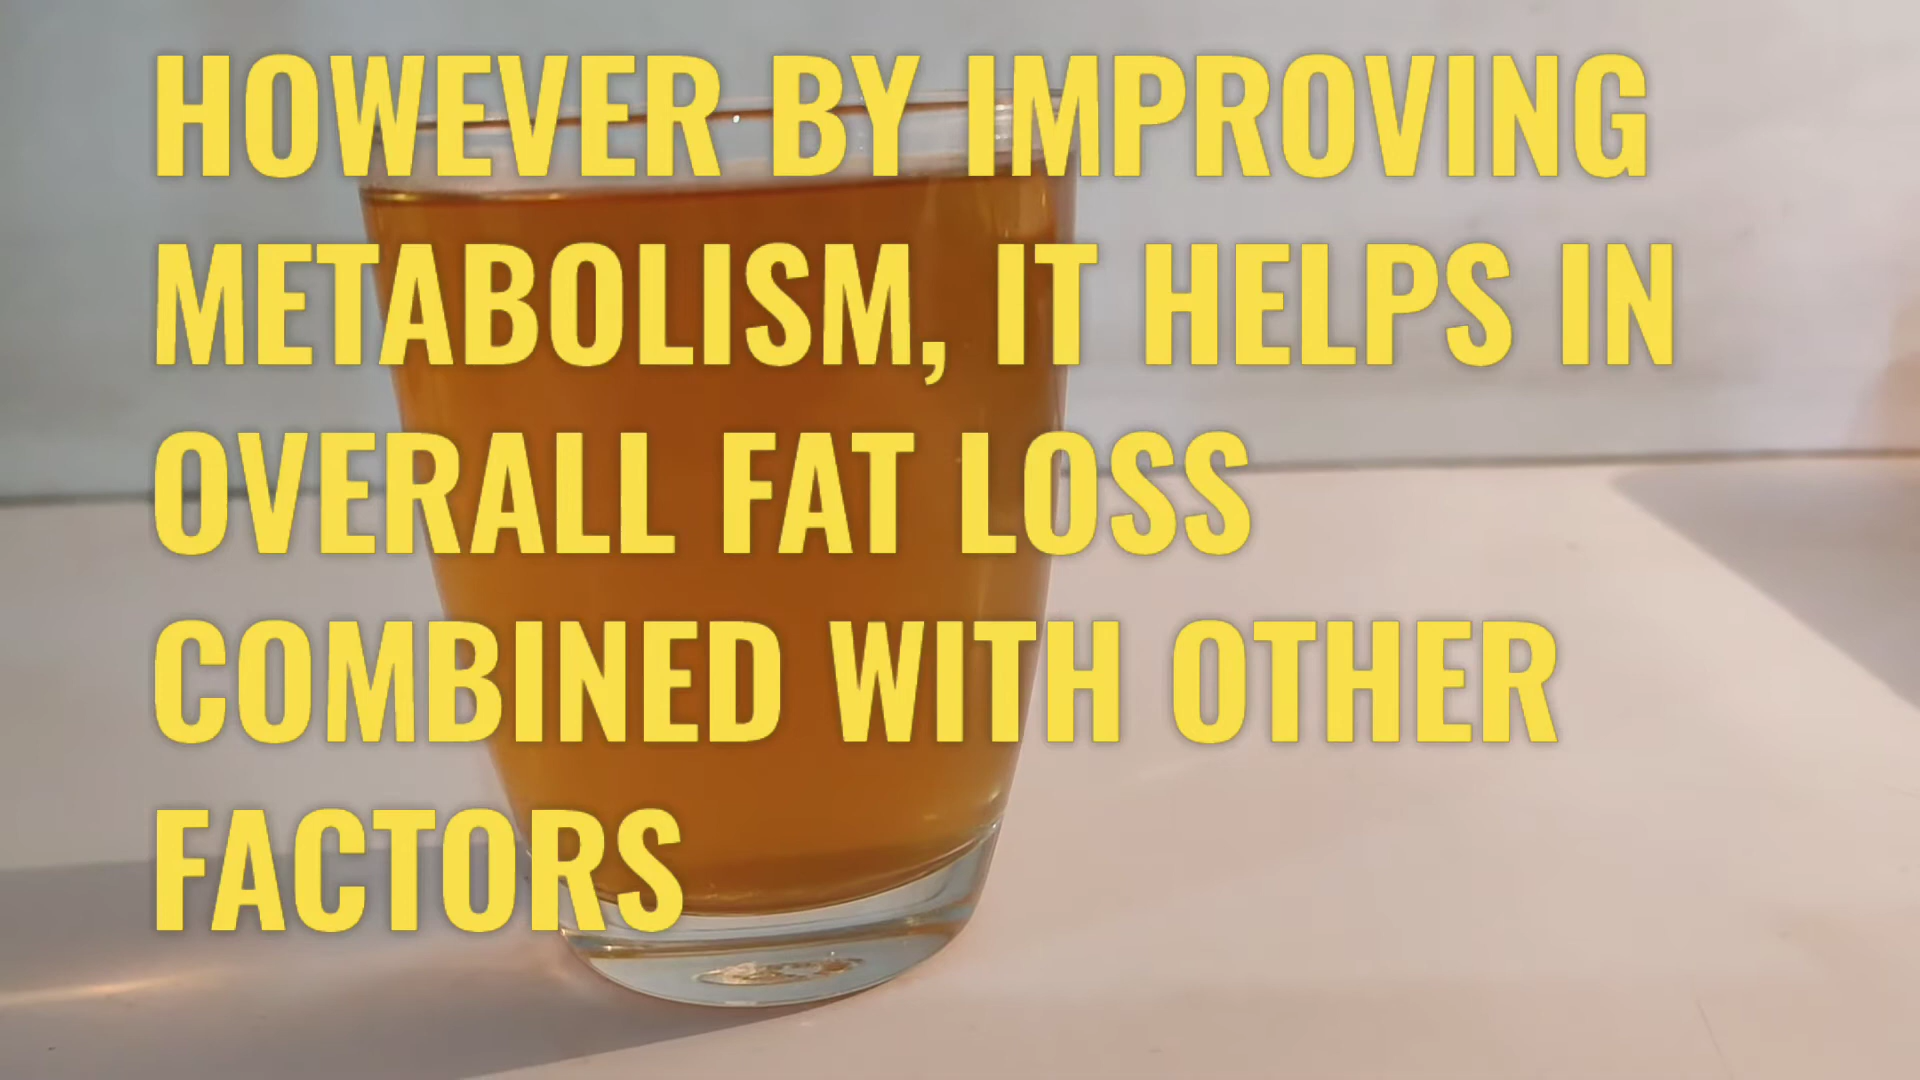 HOWEVER BY IMPROVING
METABOLISM, IT HELPS IN
OVERALL FAT LOSS
COMBINED WITH OTHER
FACTORS